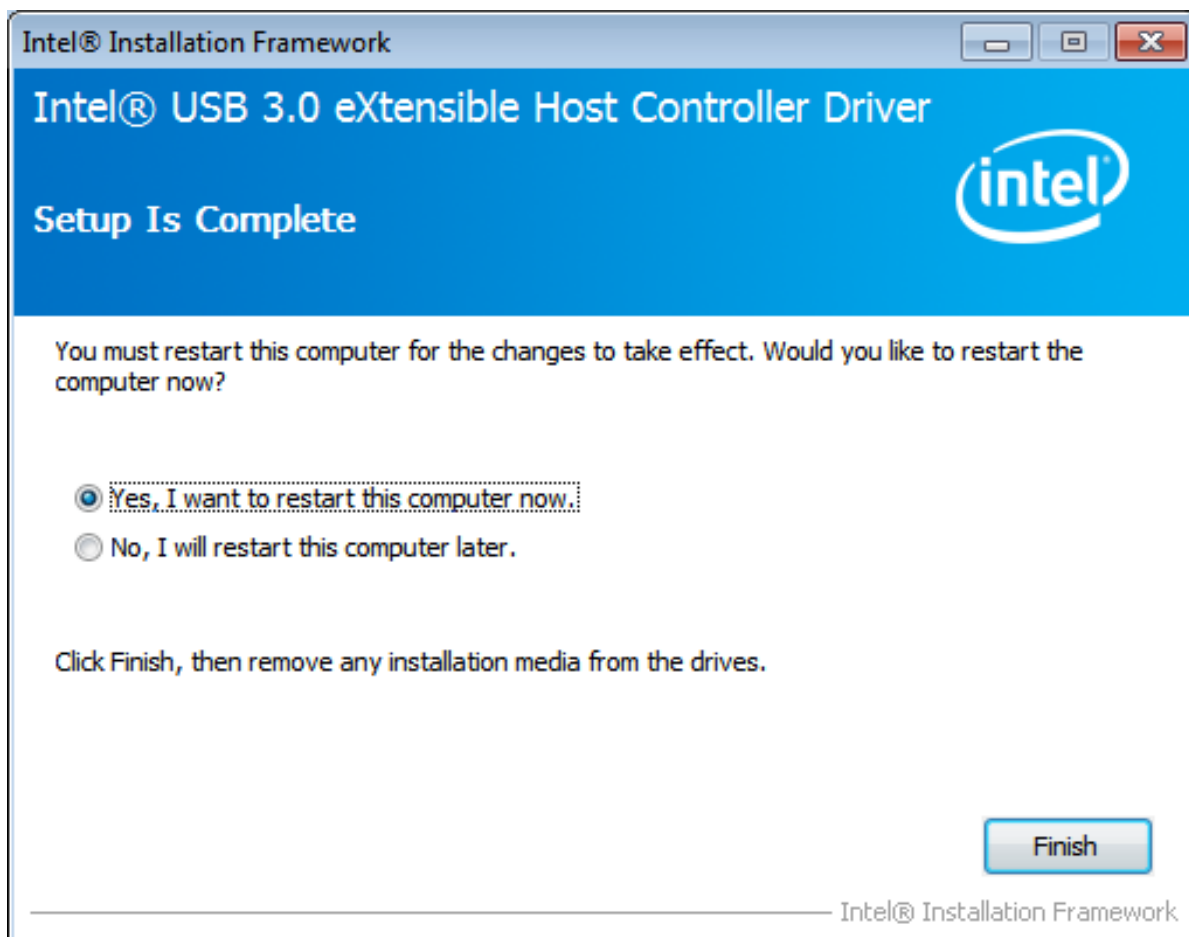 Intel® Installation Framework
Intel® USB 3.0 eXtensible Host Controller Driver
intel
Setup Is Complete
You must restart this computer for the changes to take effect. Would you like to restart the
computer now?
Yes, I want to restart this computer now.
No, I will restart this computer later.
Click Finish, then remove any installation media from the drives.
Finish
Intel® Installation Framework